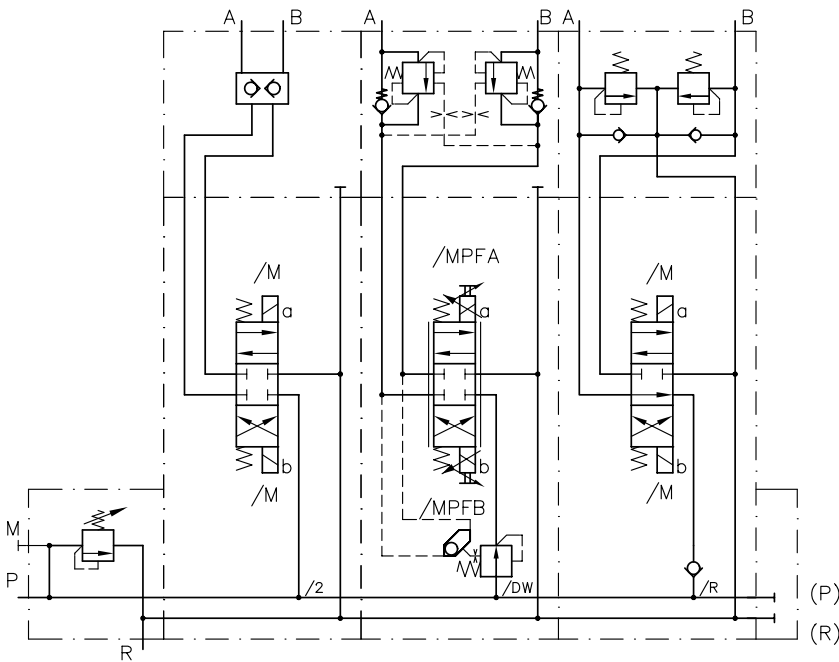 A B A B A B
/M /MPFA /M
a a a
b b b
/M /MPFB /M
M
P /2 /DW /R (P)
R (R)